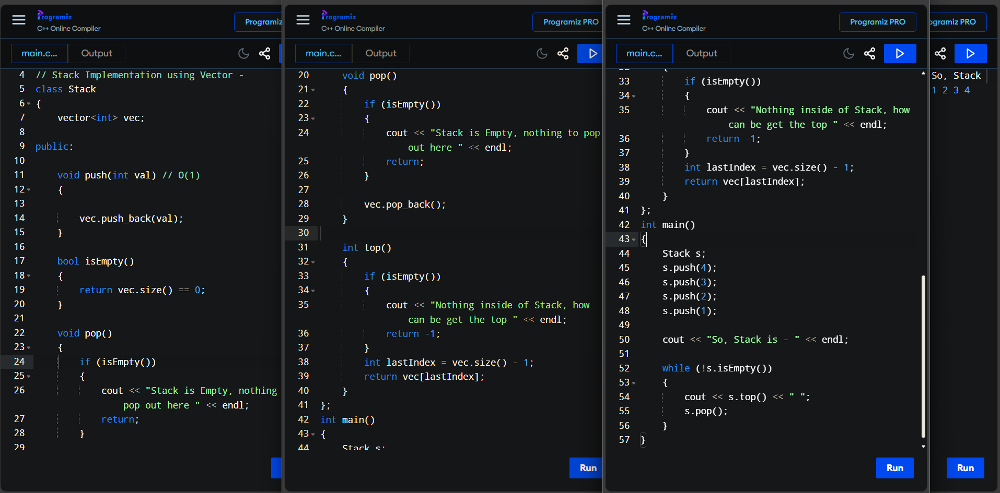 Programiz
C++ Online Compiler
Programiz
main.c...
Output
4 // Stack Implementation using Vector -
5 class Stack
6 {
7 vector<int> vec;
8
9 public:
10
11 void push(int val) // O(1)
12 {
13
14 vec.push_back(val);
15 }
16
17 bool isEmpty()
18 {
19 return vec.size() == 0;
20 }
21
22 void pop()
23 {
24 if (isEmpty())
25 {
26 cout << "Stack is Empty, nothing
pop out here " << endl;
27 return;
28 }
29
Programiz
C++ Online Compiler
Programiz PRO
main.c...
Output
20 void pop()
21 {
22 if (isEmpty())
23 {
24 cout << "Stack is Empty, nothing to pop
out here " << endl;
25 return;
26 }
27
28 vec.pop_back();
29 }
30
31 int top()
32 {
33 if (isEmpty())
34 {
35 cout << "Nothing inside of Stack, how
can be get the top " << endl;
36 return -1;
37 }
38 int lastIndex = vec.size() - 1;
39 return vec[lastIndex];
40 }
41 };
42 int main()
43 {
44 Stack s;
Run
Programiz
C++ Online Compiler
Programiz PRO
main.c...
Output
32 {
33 if (isEmpty())
34 {
35 cout << "Nothing inside of Stack, how
can be get the top " << endl;
36 return -1;
37 }
38 int lastIndex = vec.size() - 1;
39 return vec[lastIndex];
40 }
41 };
42 int main()
43 {
44 Stack s;
45 s.push(4);
46 s.push(3);
47 s.push(2);
48 s.push(1);
49
50 cout << "So, Stack is - " << endl;
51
52 while (!s.isEmpty())
53 {
54 cout << s.top() << " ";
55 s.pop();
56 }
57 }
Run
ogramiz PRO
So, Stack
1 2 3 4
Run